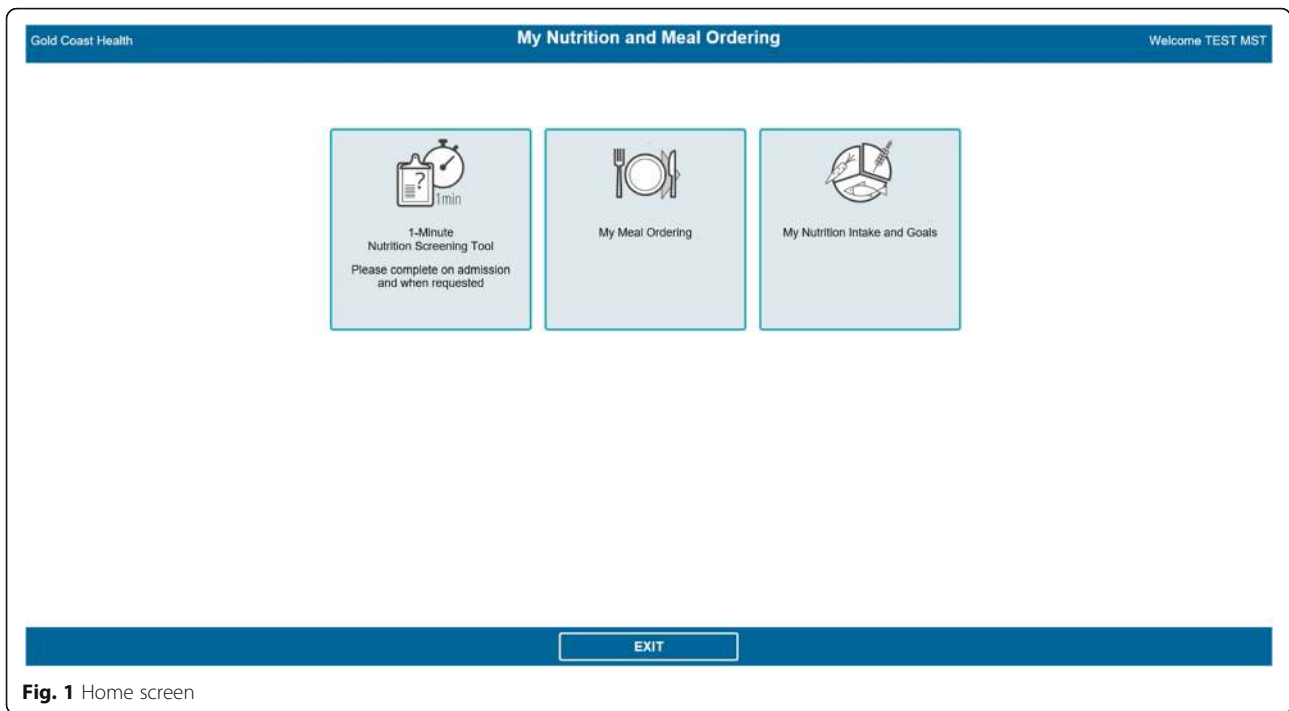 Gold Coast Health
My Nutrition and Meal Ordering
Welcome TEST MST
?
1min
1-Minute
Nutrition Screening Tool
Please complete on admission
and when requested
My Meal Ordering
My Nutrition Intake and Goals
EXIT
Fig. 1 Home screen